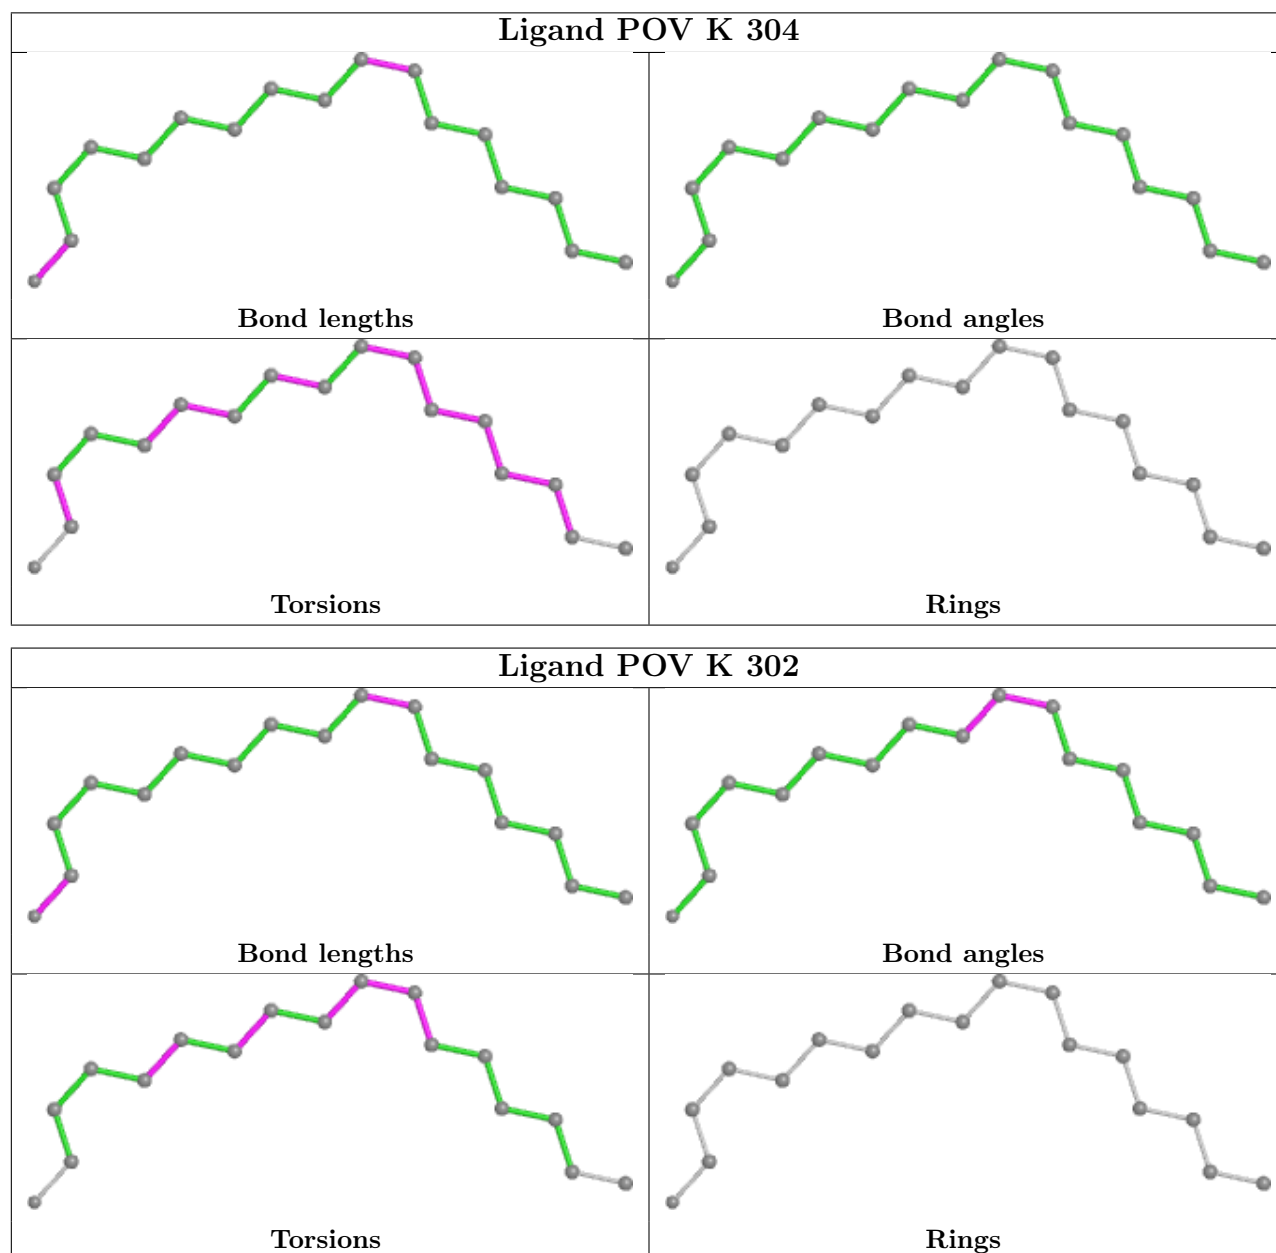 Ligand POV K 304
Bond lengths
Bond angles
Torsions
Rings
Ligand POV K 302
Bond lengths
Bond angles
Torsions
Rings